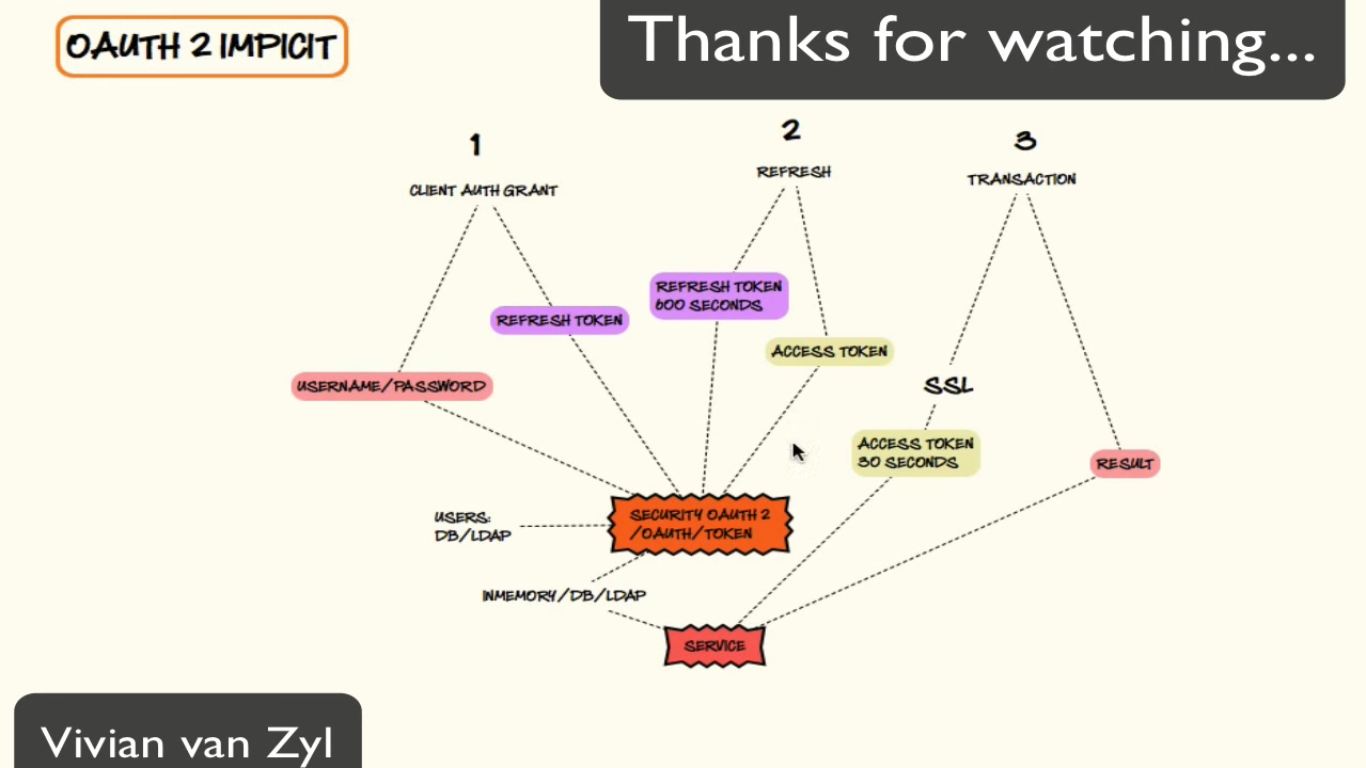 OAUTH 2 IMPICIT
Thanks for watching...
1
CLIENT AUTH GRANT
2
REFRESH
3
TRANSACTION
REFRESH TOKEN
600 SECONDS
REFRESH TOKEN
ACCESS TOKEN
USERNAME/PASSWORD
SSL
ACCESS TOKEN
30 SECONDS
RESULT
USERS:
DB/LDAP
SECURITY OAUTH 2
/OAUTH/TOKEN
INMEMORY/DB/LDAP
SERVICE
Vivian van Zyl